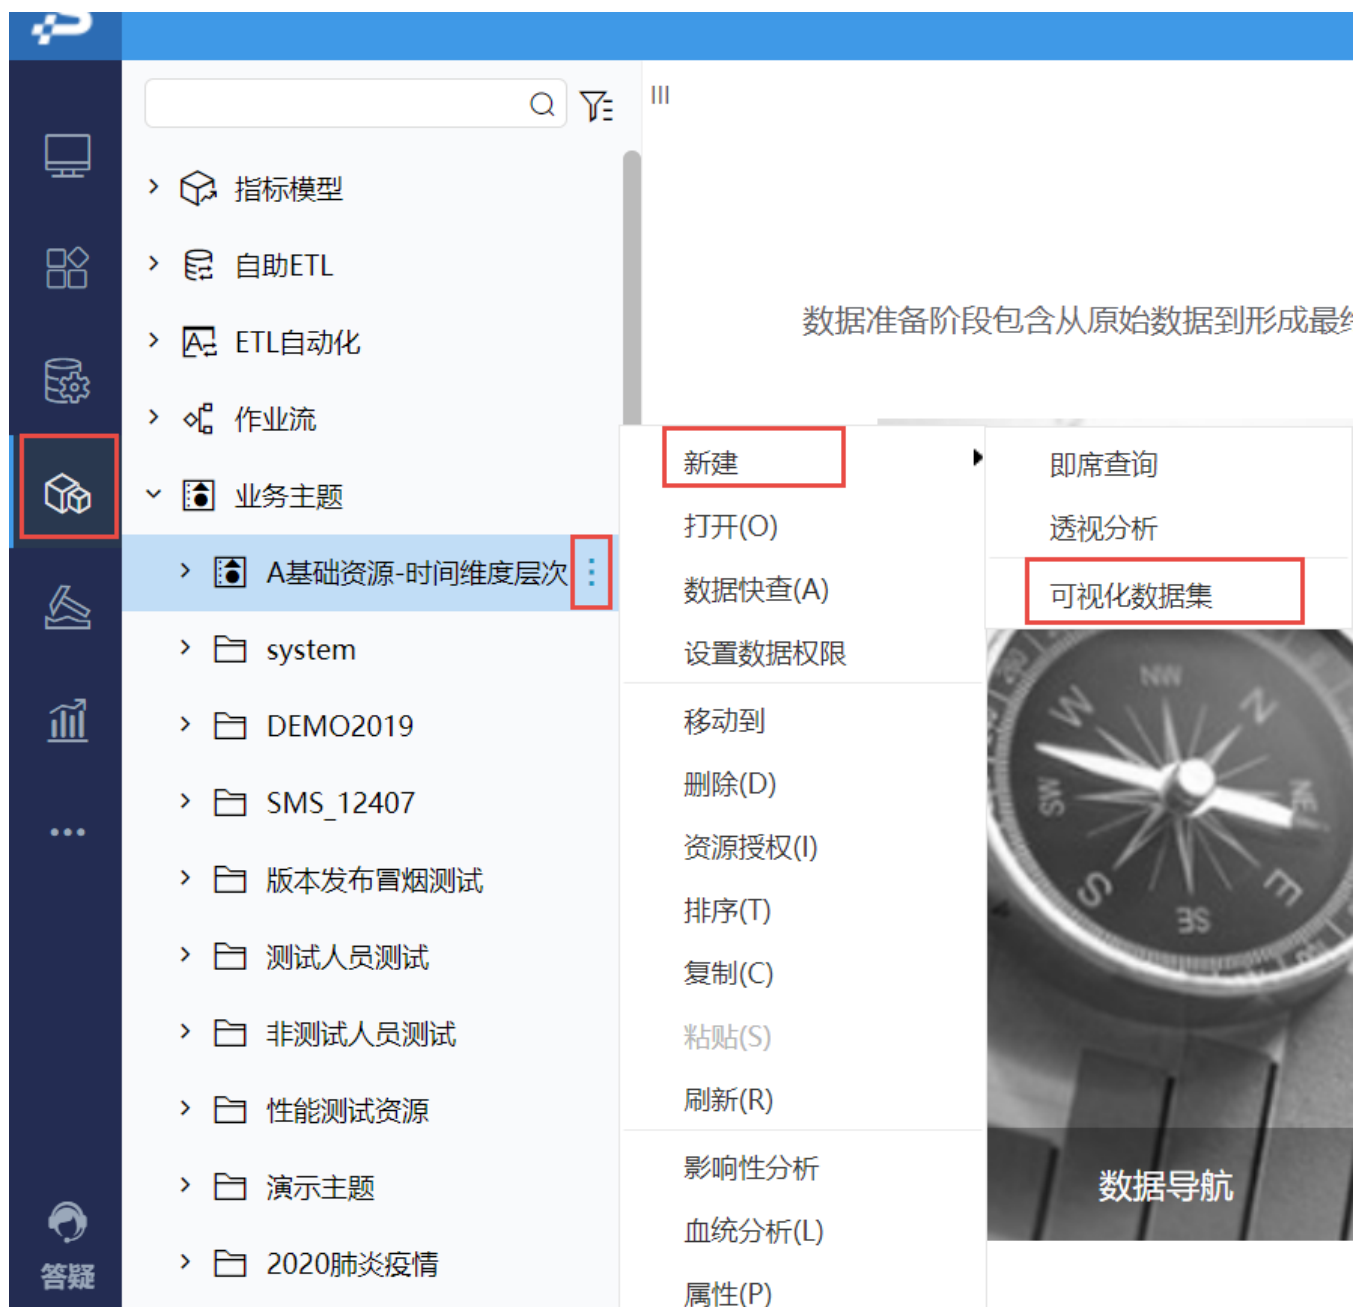 指标模型
自助ETL
ETL自动化
作业流
业务主题
A基础资源-时间维度层次
system
DEMO2019
SMS_12407
版本发布冒烟测试
测试人员测试
非测试人员测试
性能测试资源
演示主题
2020肺炎疫情
答疑
数据准备阶段包含从原始数据到形成最
新建
打开(O)
数据快查(A)
设置数据权限
移动到
删除(D)
资源授权(I)
排序(T)
复制(C)
粘贴(S)
刷新(R)
影响性分析
血统分析(L)
属性(P)
即席查询
透视分析
可视化数据集
NW
N
NE
E
SE
S
SW
W
数据导航